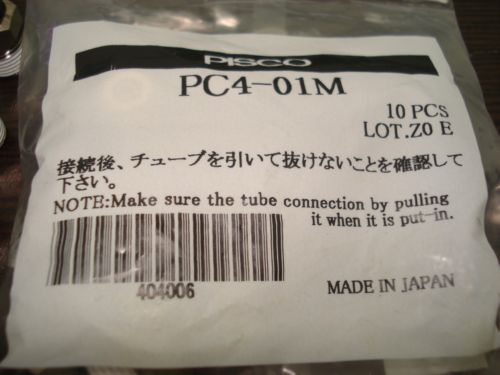 PISCO
PC4-01M
10 PCS
LOT.Z0 E
接続後、チューブを引いて抜けないことを確認して
下さい。
NOTE:Make sure the tube connection by pulling
it when it is put-in.
404006
MADE IN JAPAN